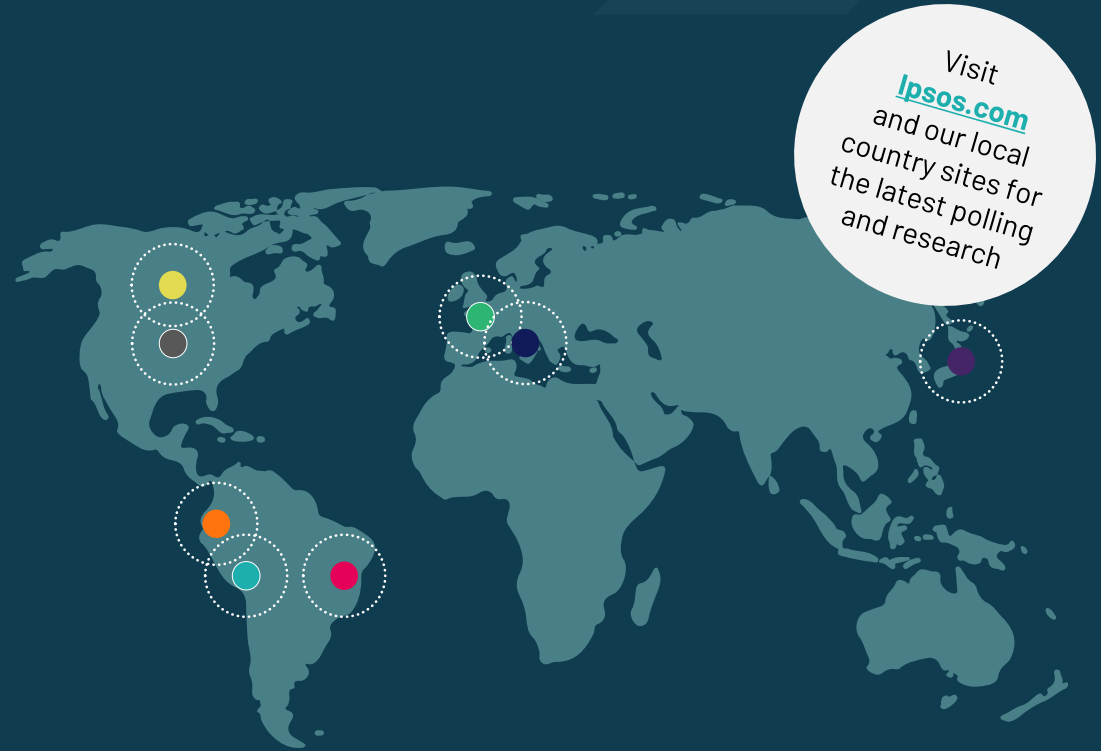 Visit
Ipsos.com
and our local
country sites for
the latest polling
and research